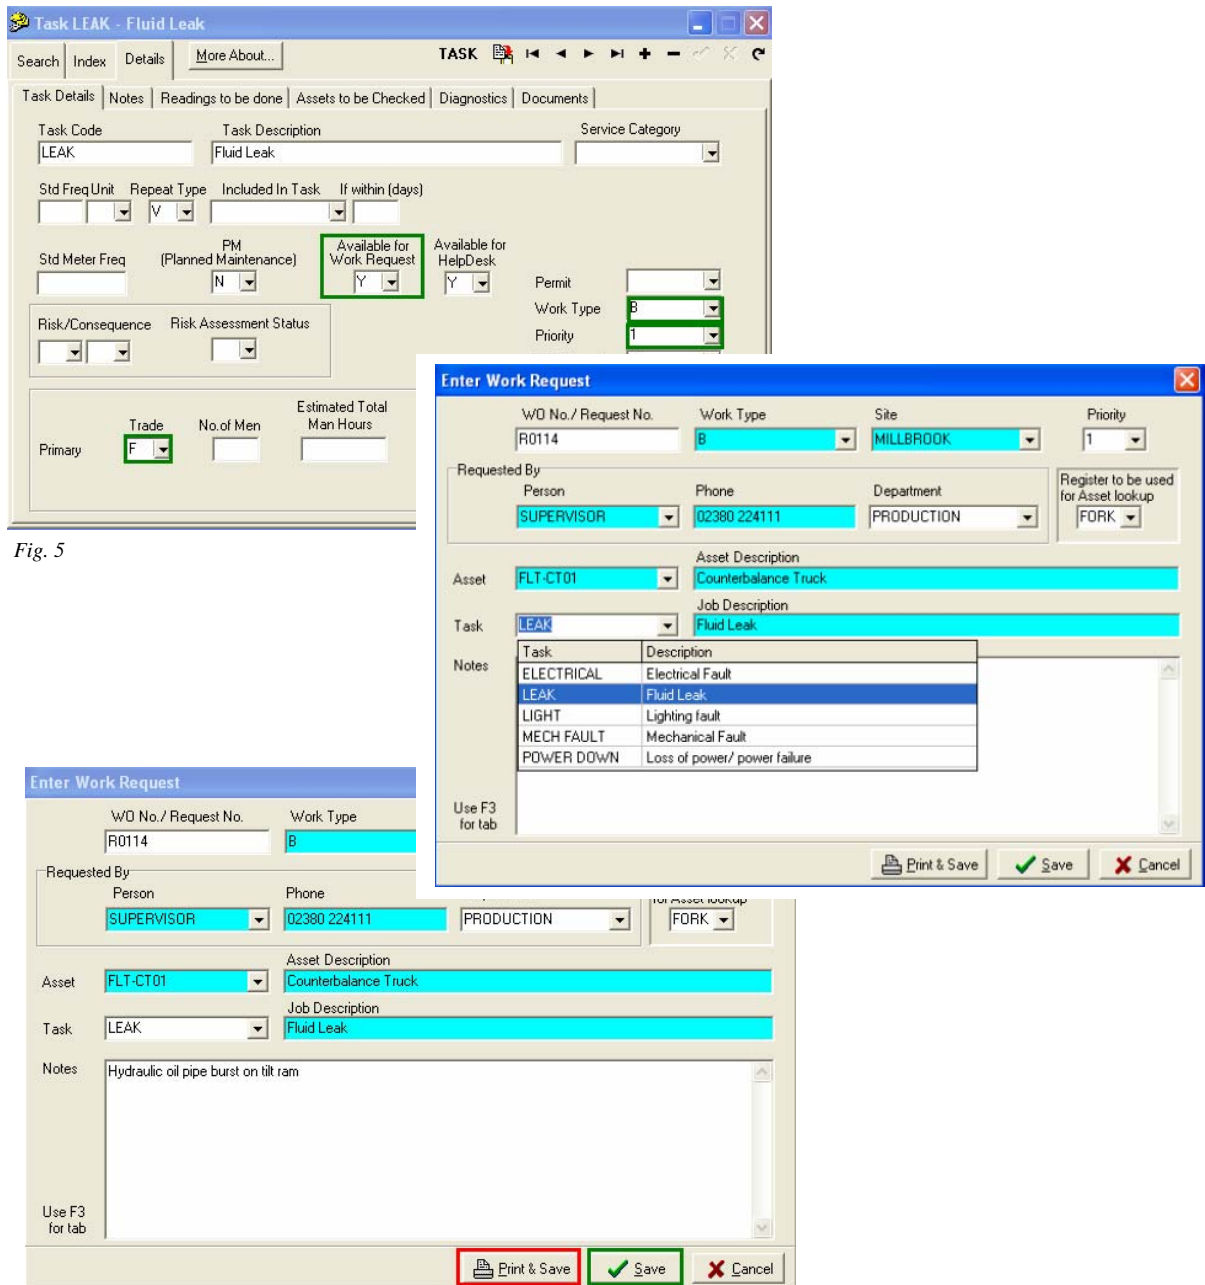 Task LEAK - Fluid Leak
Search Index Details More About... TASK
Task Details Notes Readings to be done Assets to be Checked Diagnostics Documents
Task Code Task Description Service Category
LEAK Fluid Leak
Std Freq Unit Repeat Type Included In Task If within (days)
V
Std Meter Freq PM (Planned Maintenance) Available for Work Request Available for HelpDesk
N Y Y
Permit
Work Type B
Priority 1
Risk/Consequence Risk Assessment Status
Trade No.of Men Estimated Total Man Hours
Primary F
Fig. 5
Enter Work Request
WO No./ Request No. Work Type Site Priority
R0114 B MILLBROOK 1
Requested By
Person Phone Department Register to be used for Asset lookup
SUPERVISOR 02380 224111 PRODUCTION FORK
Asset Description
Asset FLT-CT01 Counterbalance Truck
Job Description
Task LEAK Fluid Leak
Notes
Task Description
ELECTRICAL Electrical Fault
LEAK Fluid Leak
LIGHT Lighting fault
MECH FAULT Mechanical Fault
POWER DOWN Loss of power/ power failure
Use F3 for tab
Print & Save Save Cancel
Enter Work Request
WO No./ Request No. Work Type
R0114 B
Requested By
Person Phone
for Asset lookup
SUPERVISOR 02380 224111 PRODUCTION FORK
Asset Description
Asset FLT-CT01 Counterbalance Truck
Job Description
Task LEAK Fluid Leak
Notes Hydraulic oil pipe burst on tilt ram
Use F3 for tab
Print & Save Save Cancel